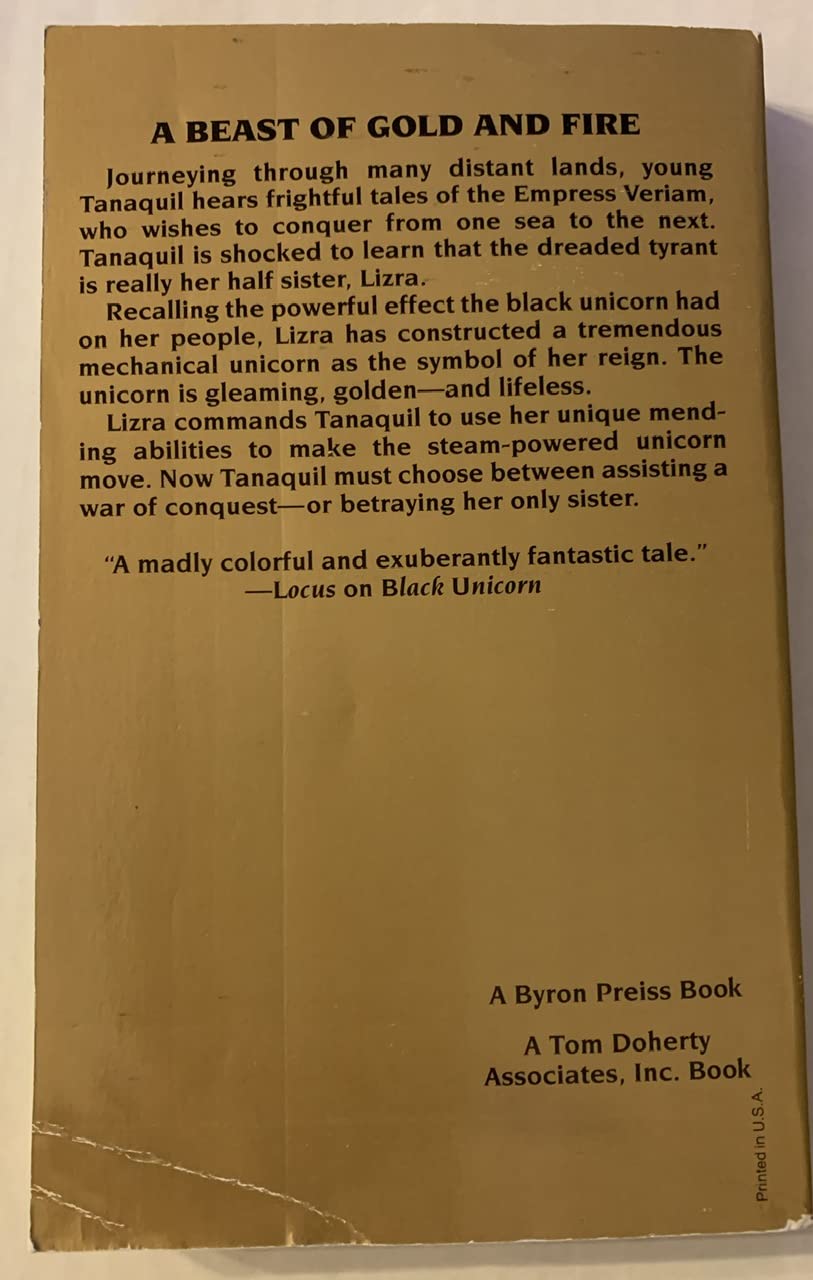 A BEAST OF GOLD AND FIRE
Journeying through many distant lands, young
Tanaquil hears frightful tales of the Empress Veriam,
who wishes to conquer from one sea to the next.
Tanaquil is shocked to learn that the dreaded tyrant
is really her half sister, Lizra.
Recalling the powerful effect the black unicorn had
on her people, Lizra has constructed a tremendous
mechanical unicorn as the symbol of her reign. The
unicorn is gleaming, golden—and lifeless.
Lizra commands Tanaquil to use her unique mend-
ing abilities to make the steam-powered unicorn
move. Now Tanaquil must choose between assisting a
war of conquest—or betraying her only sister.
“A madly colorful and exuberantly fantastic tale.”
—Locus on Black Unicorn
A Byron Preiss Book
A Tom Doherty
Associates, Inc. Book
Printed in U.S.A.